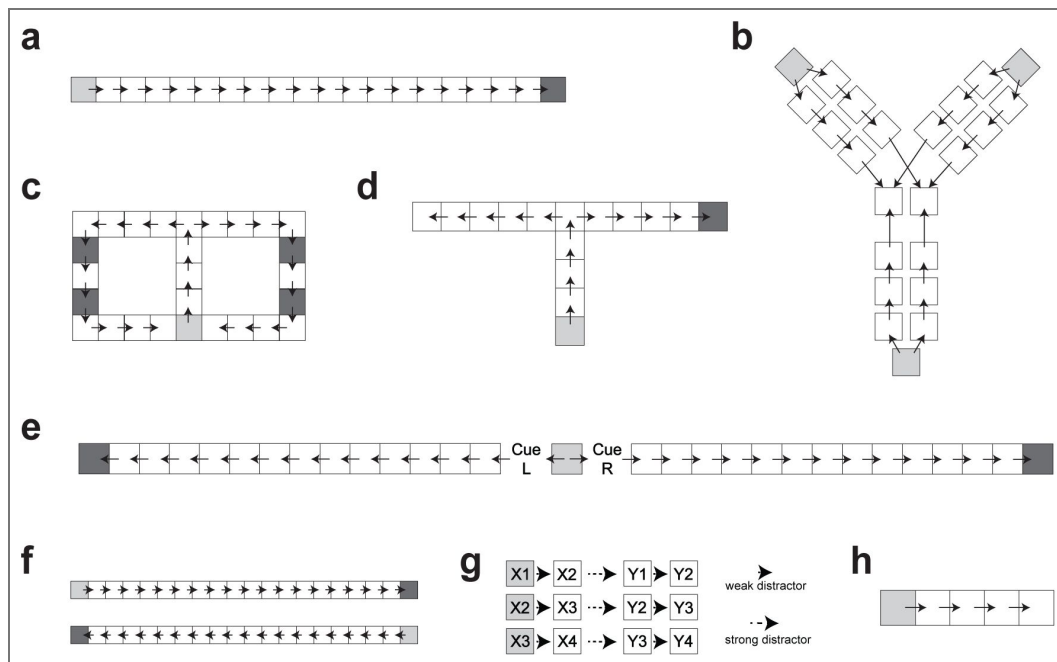 a
b
c
d
e
Cue
L
Cue
R
f
g
X1 X2 Y1 Y2
X2 X3 Y2 Y3
X3 X4 Y3 Y4
weak distractor
strong distractor
h